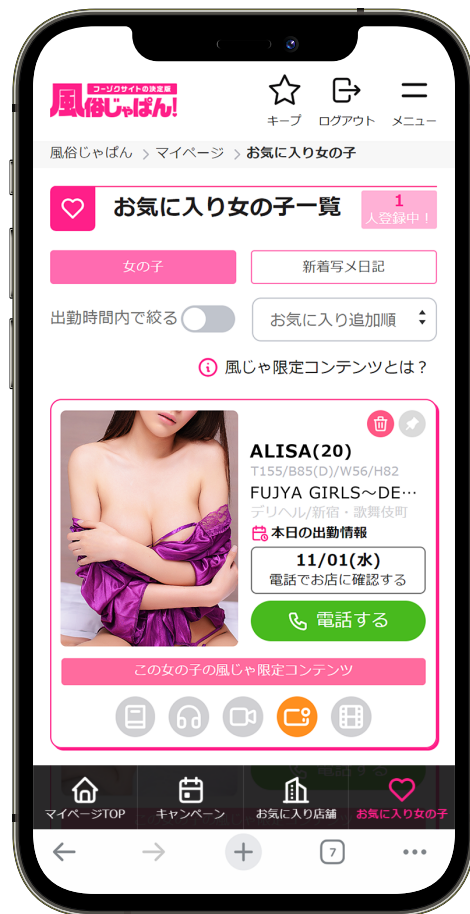 フーゾクサイトの決定版
風俗じゃぱん!
キープ
ログアウト
メニュー
風俗じゃぱん > マイページ > お気に入り女の子
お気に入り女の子一覧
1
人登録中!
女の子
新着写メ日記
出勤時間内で絞る
お気に入り追加順
風じゃ限定コンテンツとは?
ALISA(20)
T155/B85(D)/W56/H82
FUJYA GIRLS～DE…
デリヘル/新宿・歌舞伎町
本日の出勤情報
11/01(水)
電話でお店に確認する
電話する
この女の子の風じゃ限定コンテンツ
電話する
マイページTOP
キャンペーン
お気に入り店舗
お気に入り女の子
7